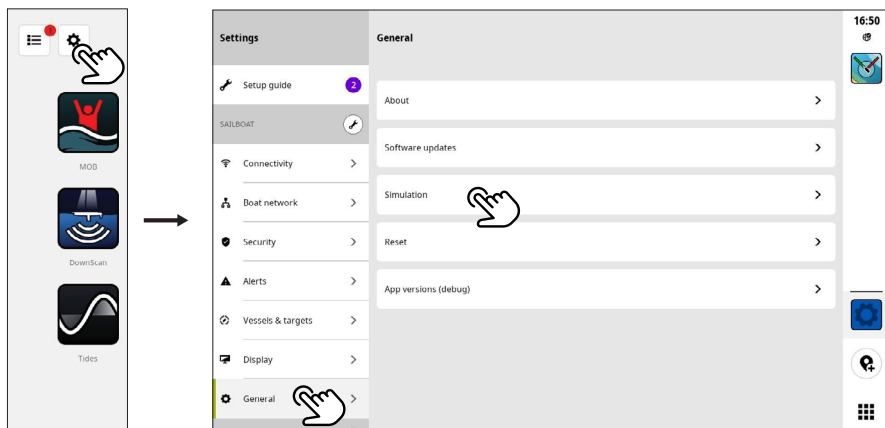 !
MOB
DownScan
Tides
Settings
Setup guide
2
SAILBOAT
Connectivity
Boat network
Security
Alerts
Vessels & targets
Display
General
General
About
Software updates
Simulation
Reset
App versions (debug)
16:50